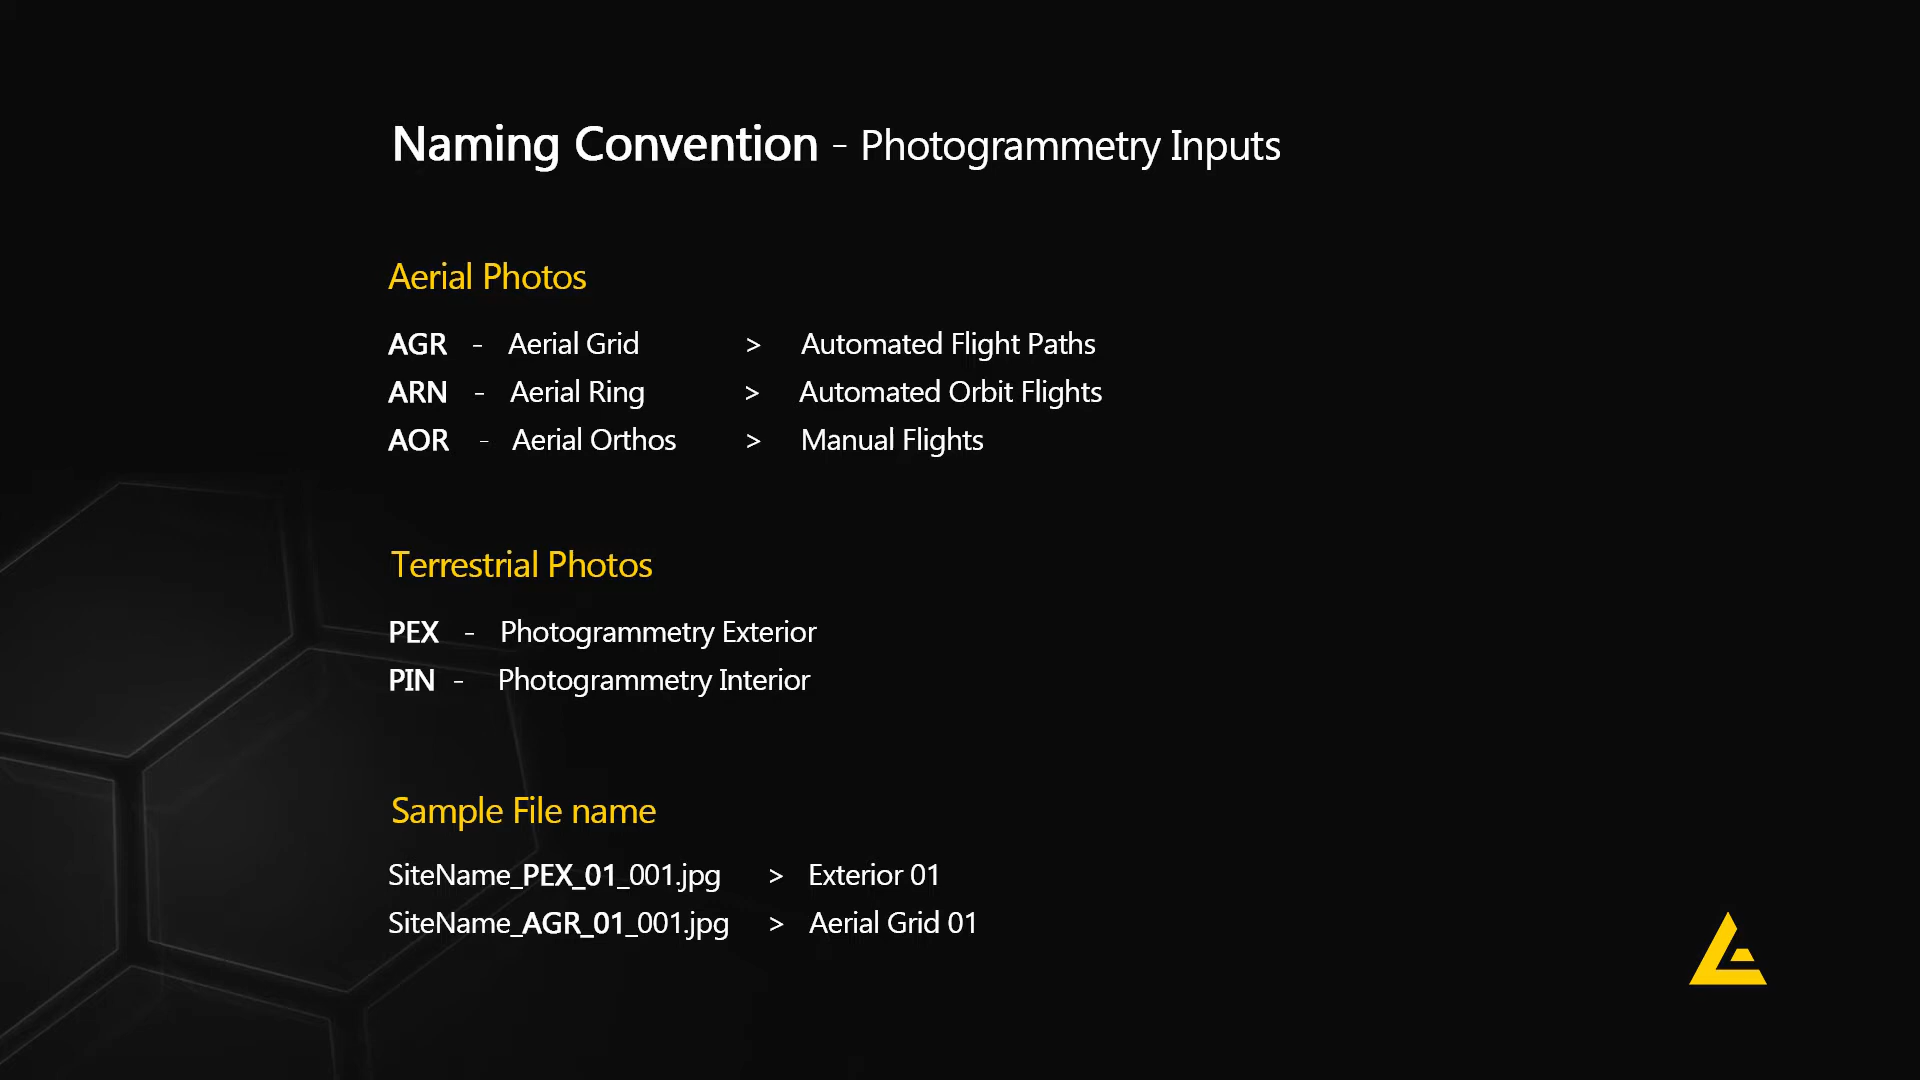 Naming Convention - Photogrammetry Inputs
Aerial Photos
AGR - Aerial Grid > Automated Flight Paths
ARN - Aerial Ring > Automated Orbit Flights
AOR - Aerial Orthos > Manual Flights
Terrestrial Photos
PEX - Photogrammetry Exterior
PIN - Photogrammetry Interior
Sample File name
SiteName_PEX_01_001.jpg > Exterior 01
SiteName_AGR_01_001.jpg > Aerial Grid 01